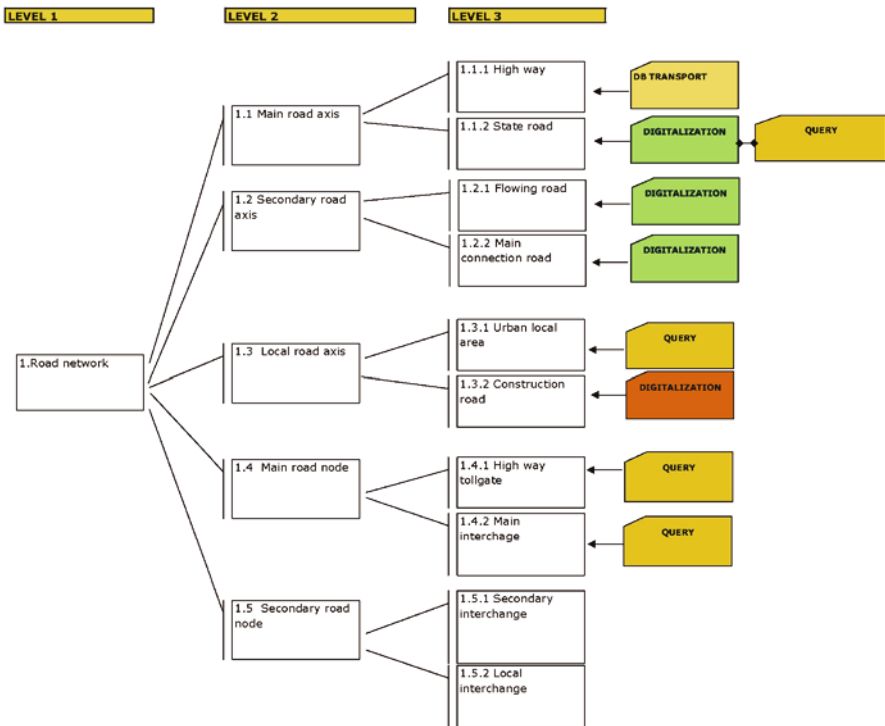 LEVEL 1
LEVEL 2
LEVEL 3
1.Road network
1.1 Main road axis
1.2 Secondary road
axis
1.3 Local road axis
1.4 Main road node
1.5 Secondary road
node
1.1.1 High way
1.1.2 State road
1.2.1 Flowing road
1.2.2 Main
connection road
1.3.1 Urban local
area
1.3.2 Construction
road
1.4.1 High way
tollgate
1.4.2 Main
interchage
1.5.1 Secondary
interchange
1.5.2 Local
interchange
DB TRANSPORT
DIGITALIZATION
QUERY
DIGITALIZATION
DIGITALIZATION
QUERY
DIGITALIZATION
QUERY
QUERY